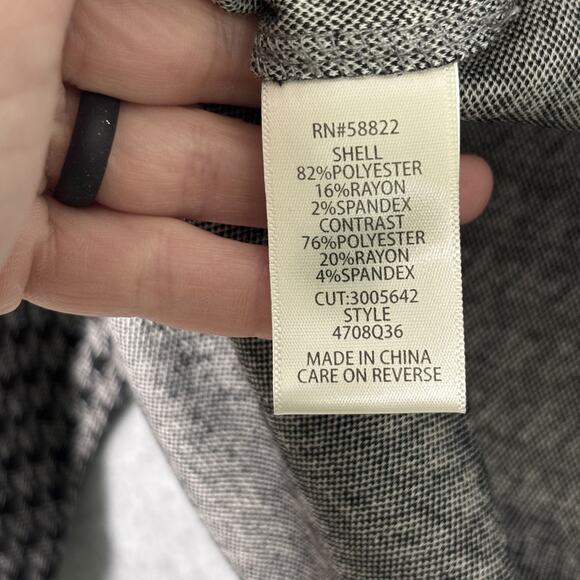 RN#58822
SHELL
82%POLYESTER
16%RAYON
2%SPANDEX
CONTRAST
76%POLYESTER
20%RAYON
4%SPANDEX
CUT:3005642
STYLE
4708Q36
MADE IN CHINA
CARE ON REVERSE